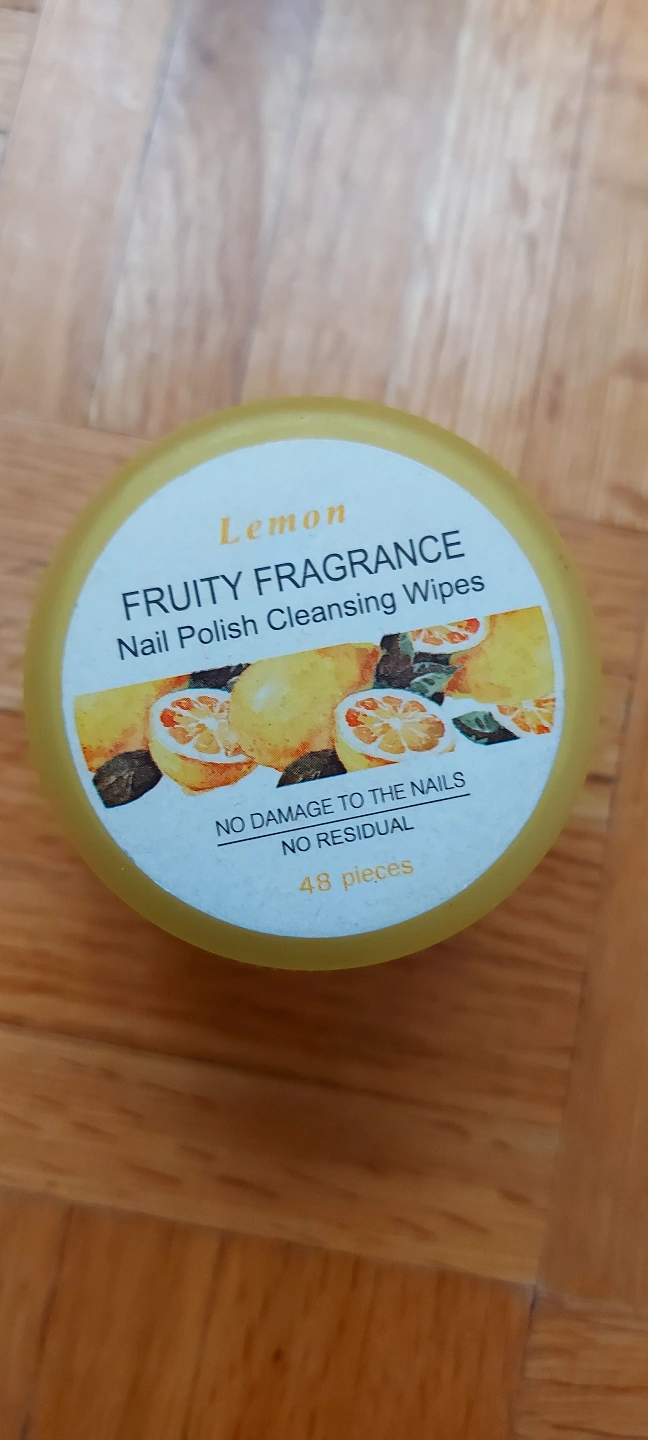 Lemon
FRUITY FRAGRANCE
Nail Polish Cleansing Wipes
NO DAMAGE TO THE NAILS
NO RESIDUAL
48 pieces